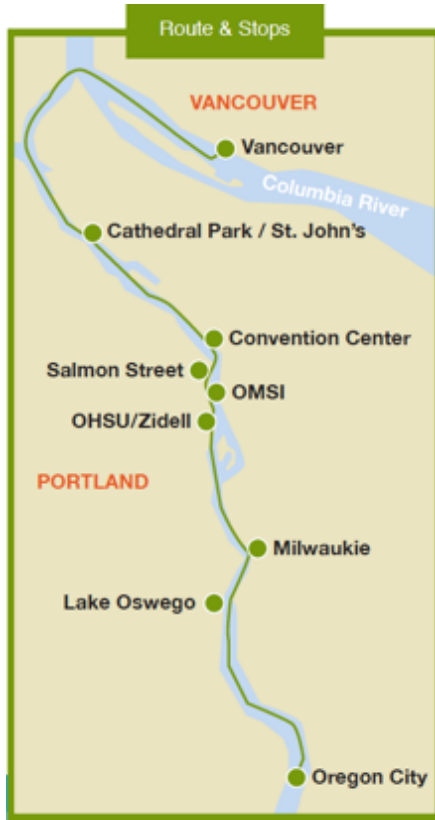 Route & Stops
VANCOUVER
Vancouver
Columbia River
Cathedral Park / St. John's
Convention Center
Salmon Street
OMSI
OHSU/Zidell
PORTLAND
Milwaukie
Lake Oswego
Oregon City